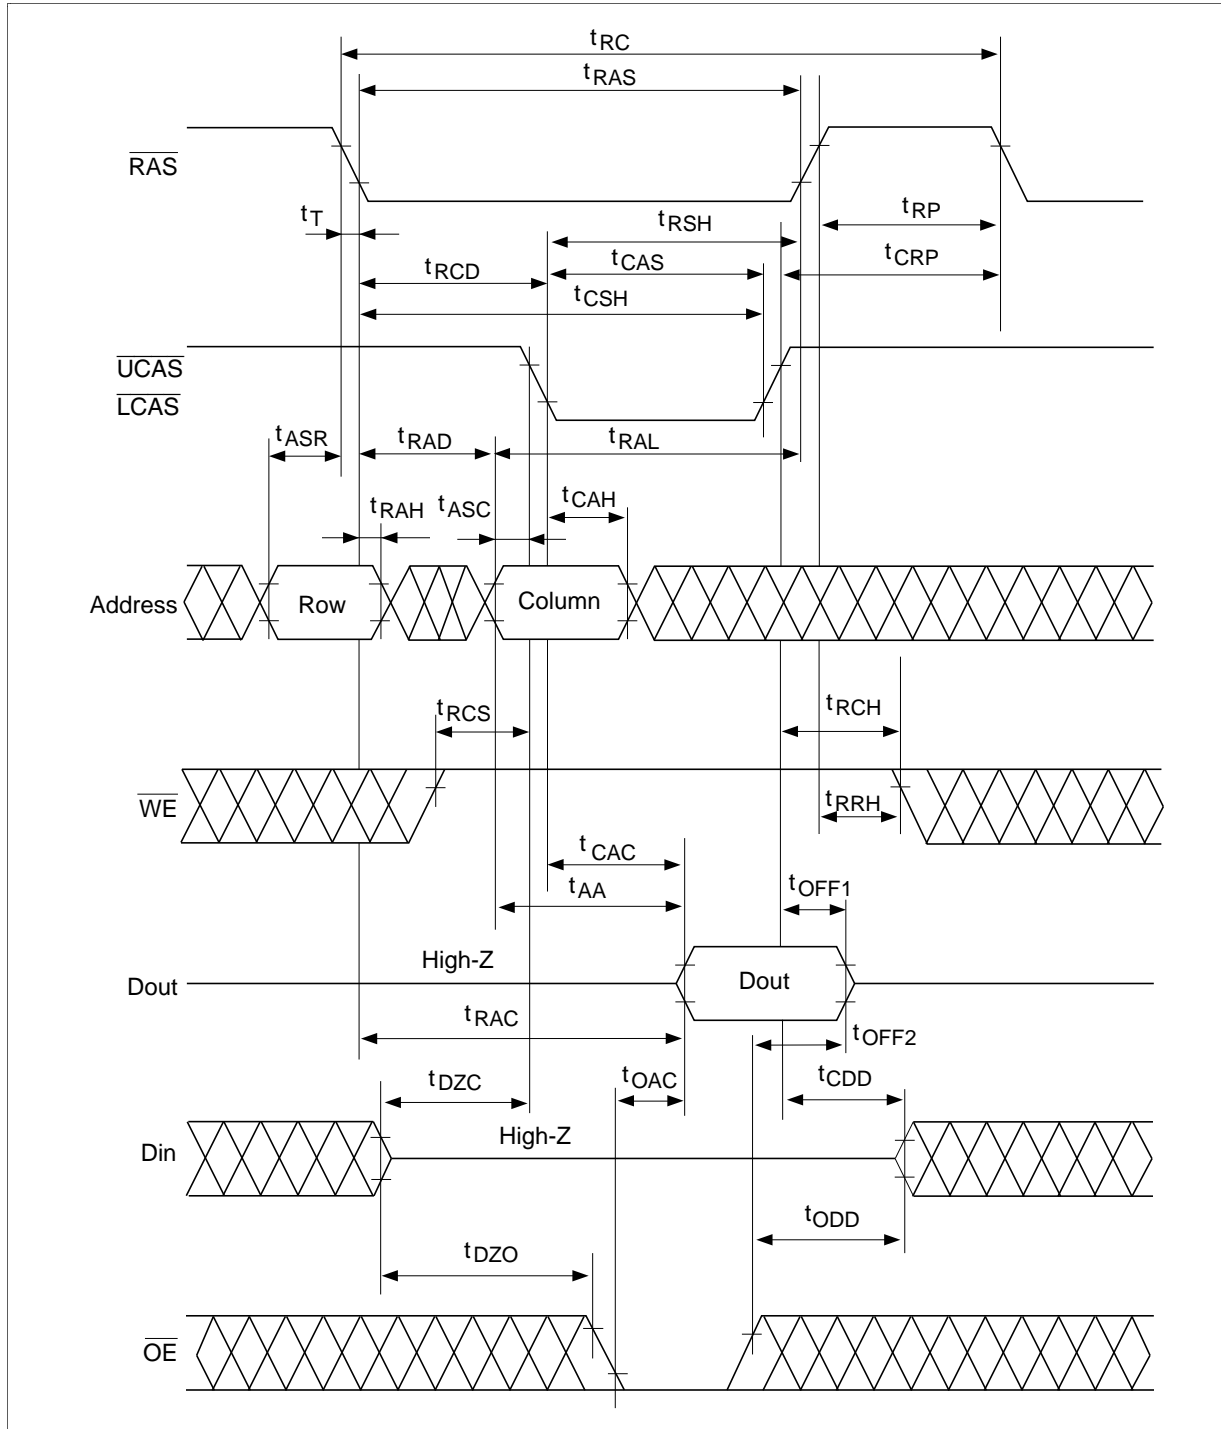 tRC
tRAS
RAS
tT
tRSH
tRP
tRCD
tCAS
tCRP
tCSH
UCAS
LCAS
tASR
tRAD
tRAL
tRAH
tASC
tCAH
Address
Row
Column
tRCS
tRCH
WE
tRRH
tCAC
tAA
tOFF1
High-Z
Dout
Dout
tRAC
tOFF2
tDZC
tOAC
tCDD
High-Z
Din
tODD
tDZO
OE